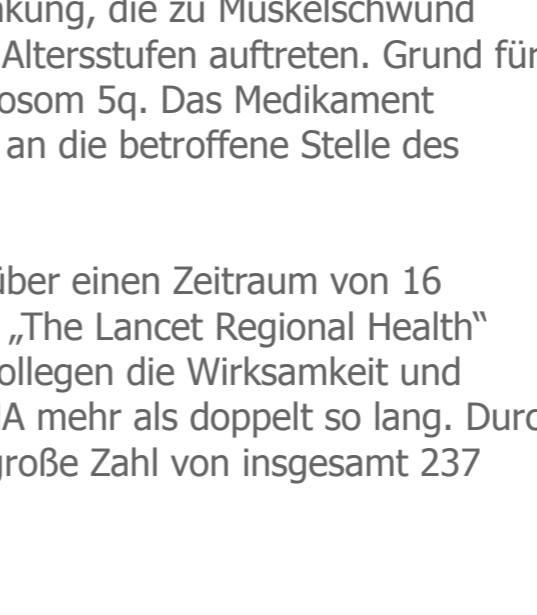 kung, die zu Muskelschwund
Altersstufen auftreten. Grund für
osom 5q. Das Medikament
an die betroffene Stelle des
über einen Zeitraum von 16
„The Lancet Regional Health“
ollegen die Wirksamkeit und
A mehr als doppelt so lang. Durc
große Zahl von insgesamt 237